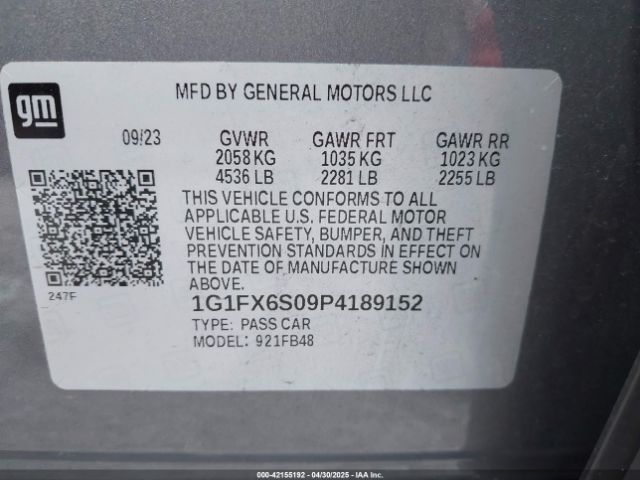 gm
MFD BY GENERAL MOTORS LLC
09/23 GVWR GAWR FRT GAWR RR
2058 KG 1035 KG 1023 KG
4536 LB 2281 LB 2255 LB
THIS VEHICLE CONFORMS TO ALL
APPLICABLE U.S. FEDERAL MOTOR
VEHICLE SAFETY, BUMPER, AND THEFT
PREVENTION STANDARDS IN EFFECT ON
THE DATE OF MANUFACTURE SHOWN
ABOVE.
247F
1G1FX6S09P4189152
TYPE: PASS CAR
MODEL: 921FB48
000-42155192 - 04/30/2025 - IAA Inc.